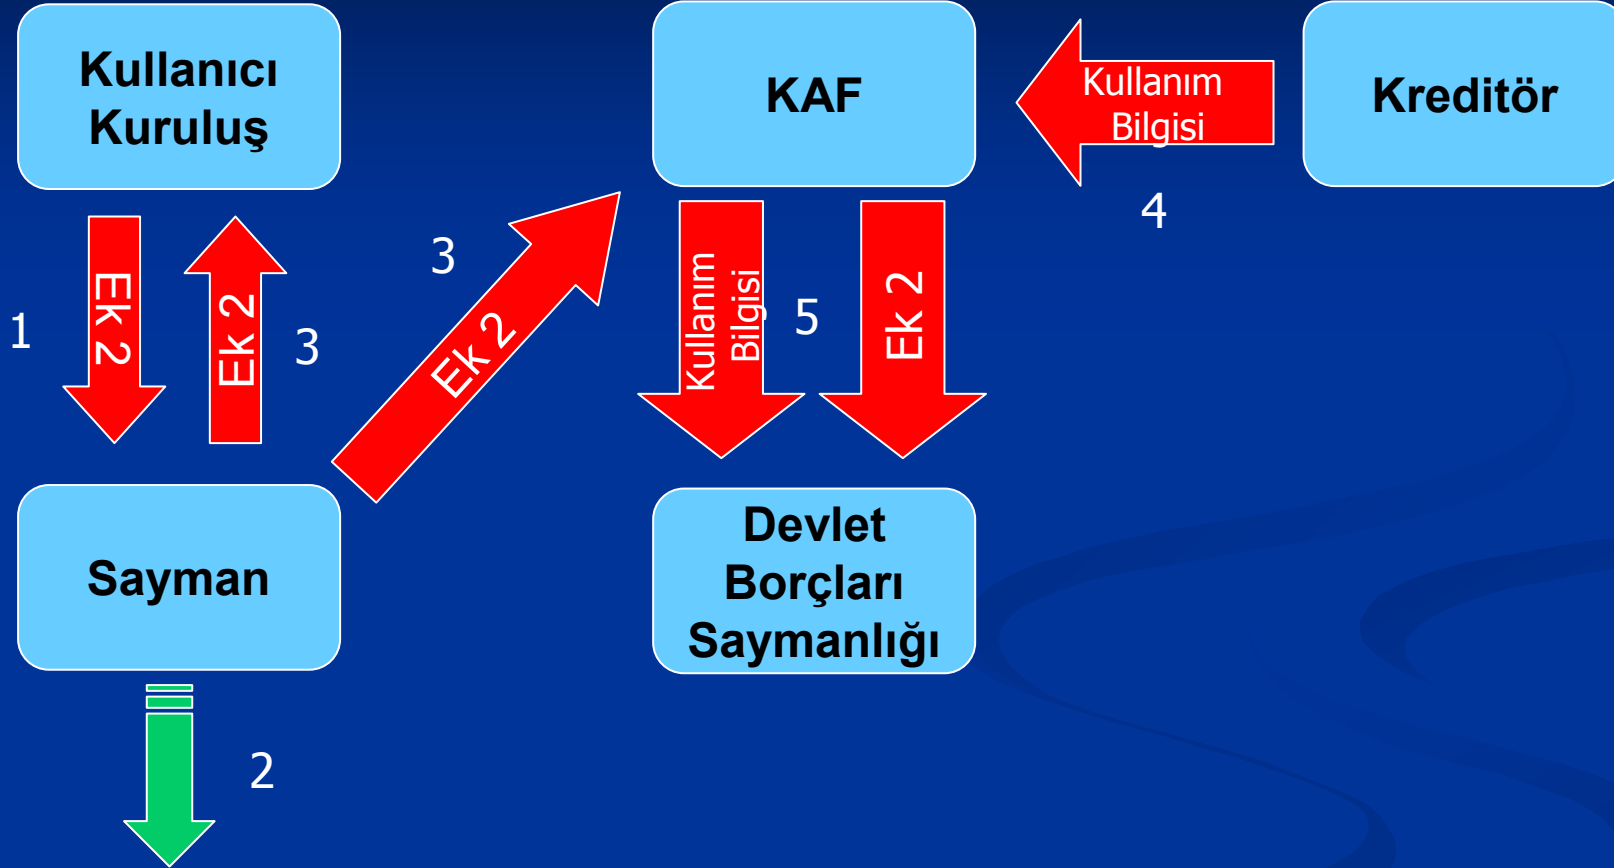 Kullanıcı
Kuruluş
KAF
Kullanım
Bilgisi
Kreditör
4
1
Ek 2
Ek 2
3
3
Ek 2
Kullanım
Bilgisi
5
Ek 2
Sayman
Devlet
Borçları
Saymanlığı
2